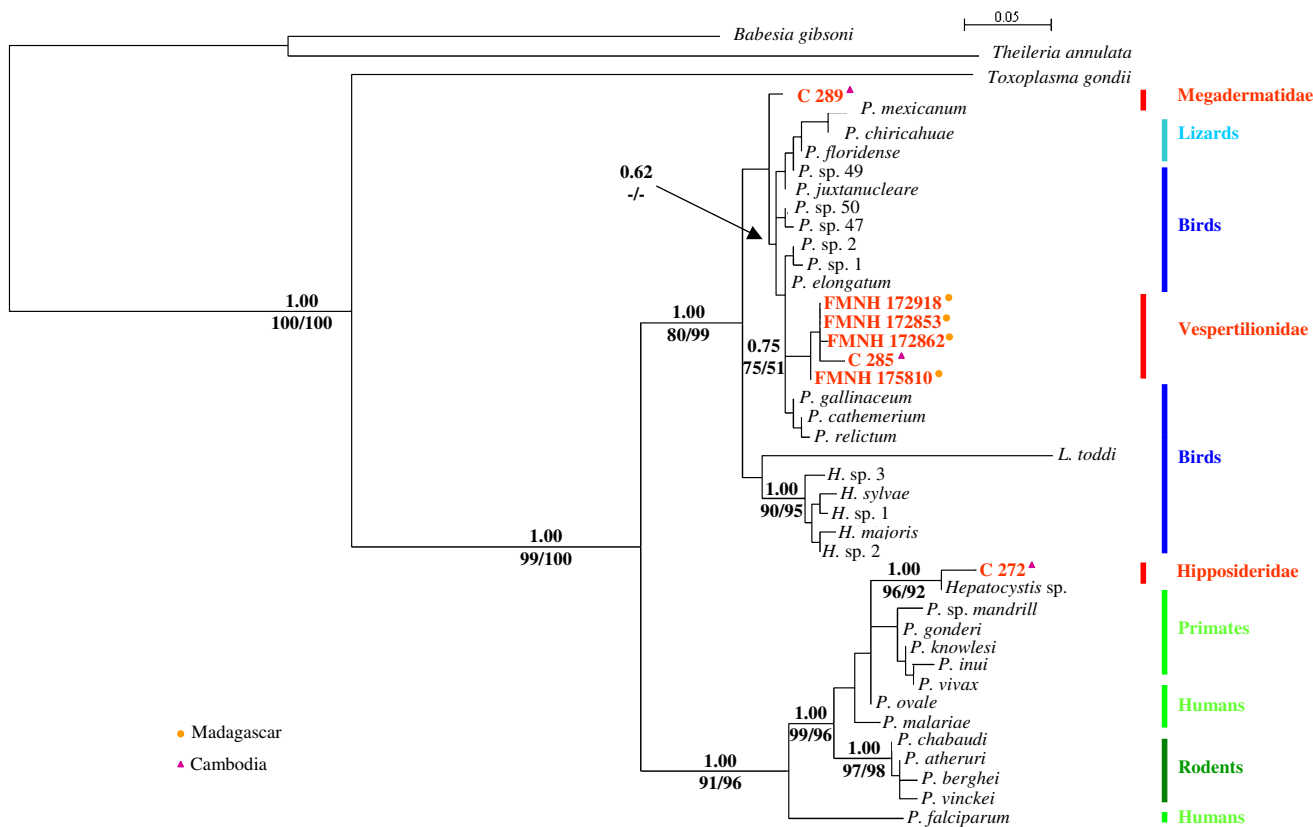 0.05
Babesia gibsoni
Theileria annulata
Toxoplasma gondii
C 289
Megadermatidae
P. mexicanum
P. chiricahuae
Lizards
P. floridense
0.62
-/-
P. sp. 49
P. juxtanucleare
P. sp. 50
P. sp. 47
Birds
P. sp. 2
P. sp. 1
P. elongatum
1.00
100/100
1.00
80/99
FMNH 172918
FMNH 172853
Vespertilionidae
FMNH 172862
0.75
75/51
C 285
FMNH 175810
P. gallinaceum
P. cathemerium
P. relictum
L. toddi
Birds
H. sp. 3
1.00
90/95
H. sylvae
H. sp. 1
H. majoris
H. sp. 2
1.00
99/100
1.00
96/92
C 272
Hipposideridae
Hepatocystis sp.
P. sp. mandrill
P. gonderi
Primates
P. knowlesi
P. inui
P. vivax
P. ovale
Humans
1.00
99/96
P. malariae
Madagascar
Cambodia
P. chabaudi
1.00
97/98
P. atheruri
Rodents
1.00
91/96
P. berghei
P. vinckei
P. falciparum
Humans